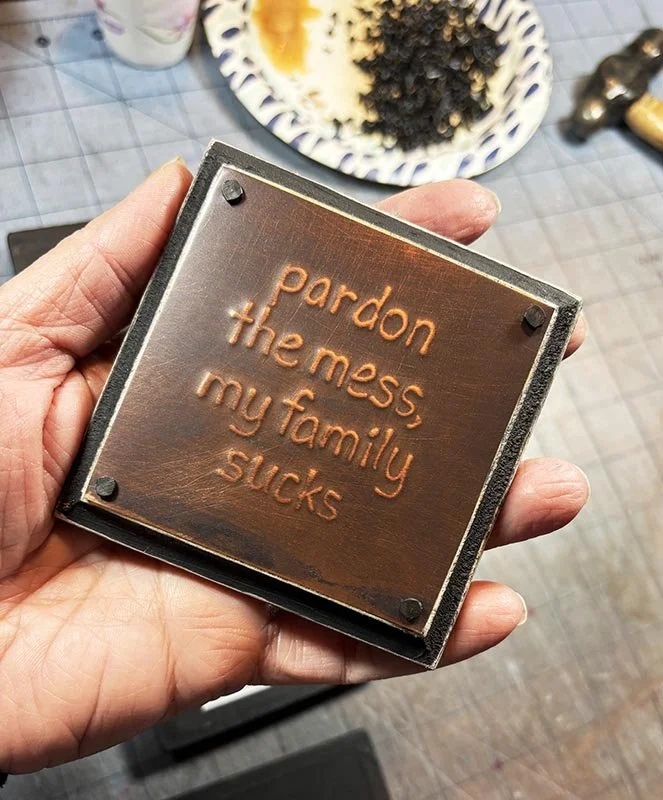 pardon
the mess,
my family
sucks